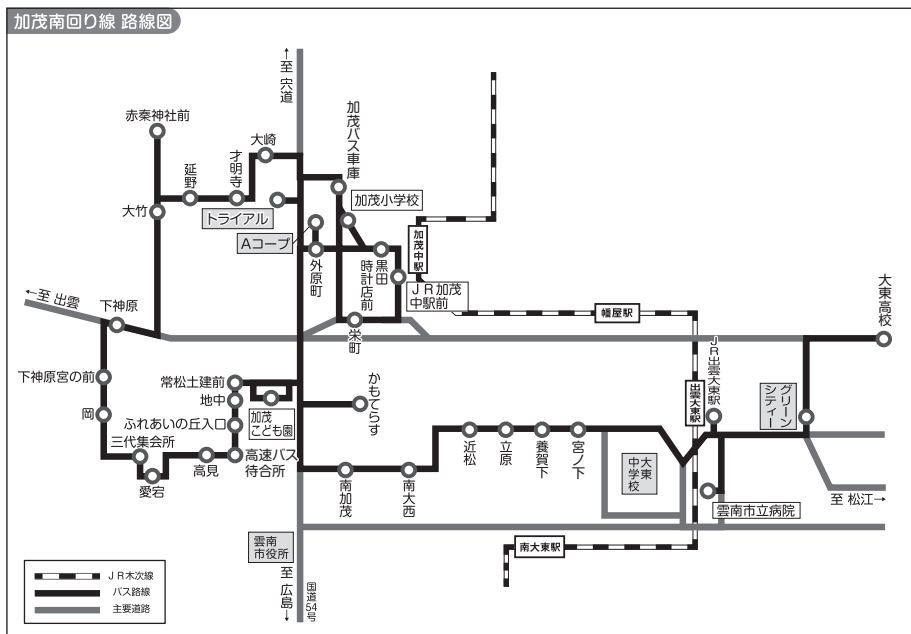 加茂南回り線 路線図
←至 宍道
赤秦神社前
大崎
加茂バス車庫
延野
才明寺
加茂小学校
大竹
トライアル
Aコープ
加茂中駅
外原町
黒田
時計店前
JR加茂
中駅前
大東高校
←至 出雲
下神原
幡屋駅
栄町
JR出雲大東駅
下神原宮の前
常松土建前
かもてらす
出雲大東駅
グリーン
シティー
地中
岡
加茂
こども園
ふれあいの丘入口
三代集会所
高速バス
待合所
高見
愛宕
近松
立原
養賀下
宮ノ下
大東
中学校
南加茂
南大西
至 松江→
雲南市立病院
雲南
市役所
南大東駅
至 広島→
国道54号
JR木次線
バス路線
主要道路